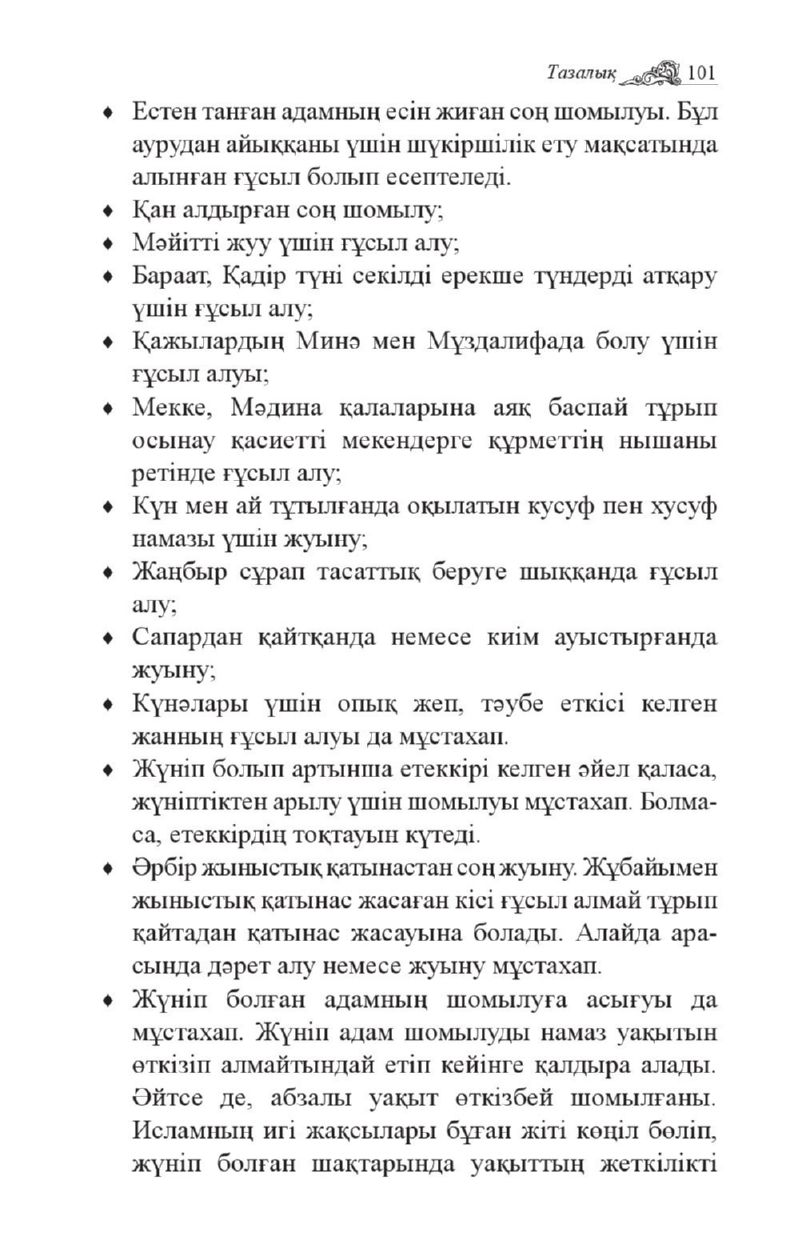 Тазалық 101
♦ Естен танған адамның есін жиған соң шомылуы. Бұл
аурудан айыққаны үшін шүкіршілік ету мақсатында
алынған ғұсыл болып есептеледі.
♦ Қан алдырған соң шомылу;
♦ Мәйітті жуу үшін ғұсыл алу;
♦ Бараат, Қадір түні секілді ерекше түндерді атқару
үшін ғұсыл алу;
♦ Қажылардың Минә мен Мұздалифада болу үшін
ғұсыл алуы;
♦ Мекке, Мәдина қалаларына аяқ баспай тұрып
осынау қасиетті мекендерге құрметтің нышаны
ретінде ғұсыл алу;
♦ Күн мен ай тұтылғанда оқылатын кусуф пен хусуф
намазы үшін жуыну;
♦ Жаңбыр сұрап тасаттық беруге шыққанда ғұсыл
алу;
♦ Сапардан қайтқанда немесе киім ауыстырғанда
жуыну;
♦ Күнәлары үшін опық жеп, тәубе еткісі келген
жанның ғұсыл алуы да мұстахап.
♦ Жүніп болып артынша етеккірі келген әйел қаласа,
жүніптіктен арылу үшін шомылуы мұстахап. Болма-
са, етеккірдің тоқтауын күтеді.
♦ Әрбір жыныстық қатынастан соң жуыну. Жұбайымен
жыныстық қатынас жасаған кісі ғұсыл алмай тұрып
қайтадан қатынас жасауына болады. Алайда ара-
сында дәрет алу немесе жуыну мұстахап.
♦ Жүніп болған адамның шомылуға асығуы да
мұстахап. Жүніп адам шомылуды намаз уақытын
өткізіп алмайтындай етіп кейінге қалдыра алады.
Әйтсе де, абзалы уақыт өткізбей шомылғаны.
Исламның игі жақсылары бұған жіті көңіл бөліп,
жүніп болған шақтарында уақыттың жеткілікті